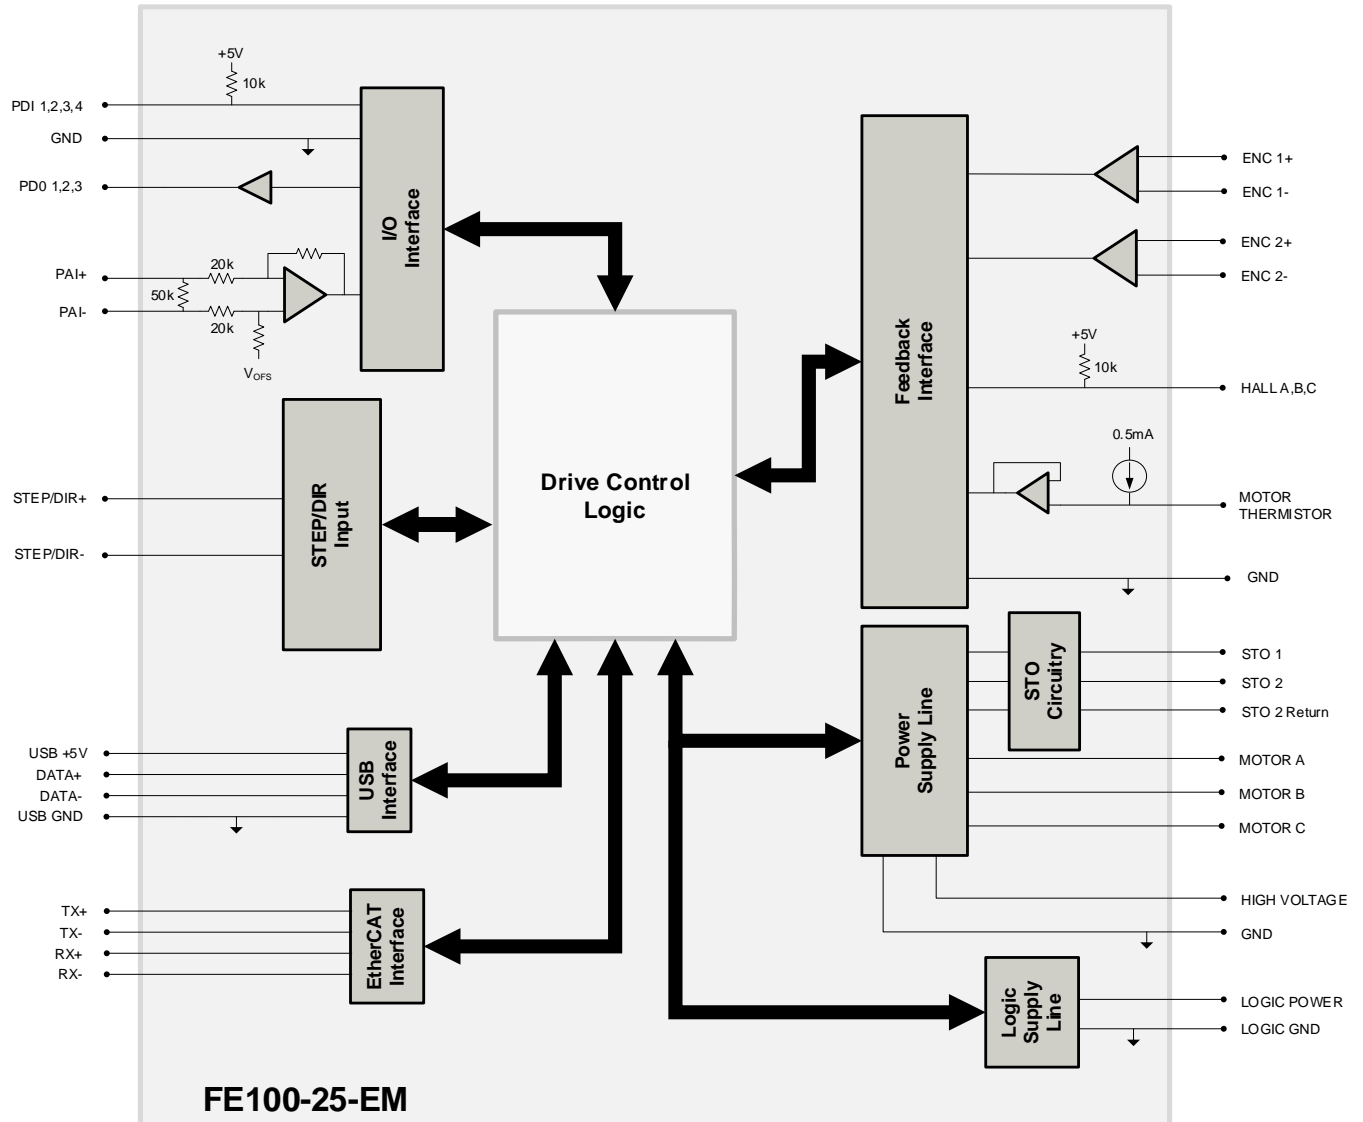 +5V
10k
PDI 1,2,3,4
GND
PD0 1,2,3
I/O
Interface
PAI+
20k
50k
PAI-
20k
VOFS
STEP/DIR+
STEP/DIR-
STEP/DIR
Input
Drive Control
Logic
USB +5V
DATA+
DATA-
USB GND
USB
Interface
TX+
TX-
RX+
RX-
EtherCAT
Interface
Feedback
Interface
ENC 1+
ENC 1-
ENC 2+
ENC 2-
+5V
10k
HALL A,B,C
0.5mA
MOTOR
THERMISTOR
GND
Power
Supply Line
STO
Circuitry
STO 1
STO 2
STO 2 Return
MOTOR A
MOTOR B
MOTOR C
HIGH VOLTAGE
GND
Logic
Supply
Line
LOGIC POWER
LOGIC GND
FE100-25-EM